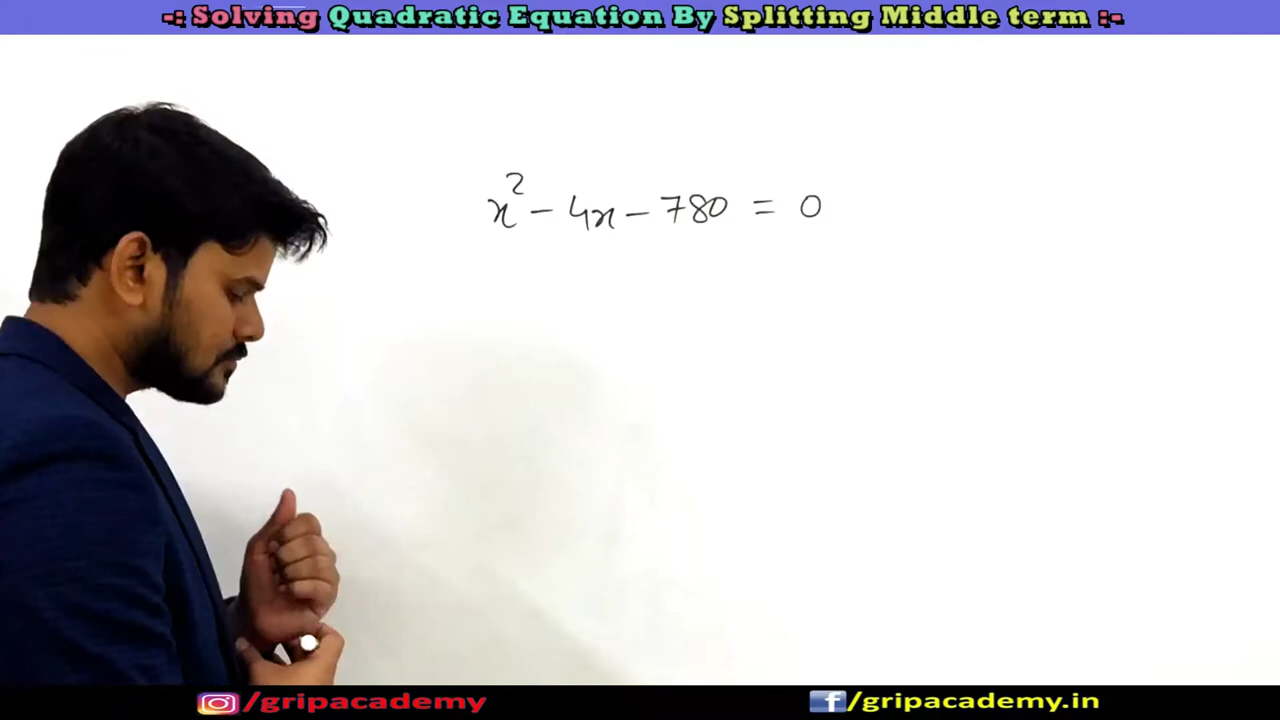 -: Solving Quadratic Equation By Splitting Middle term :-
x² - 4x - 780 = 0
/gripacademy
/gripacademy.in